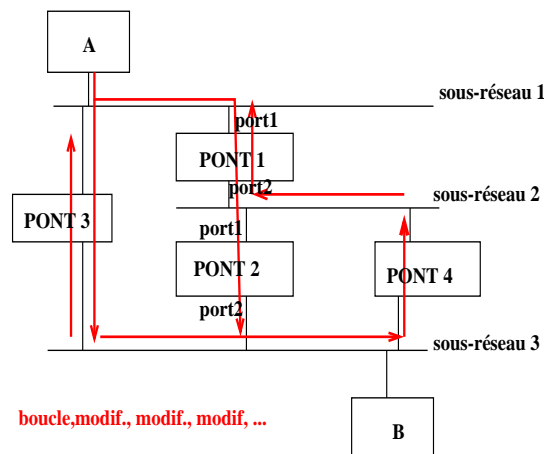 A
sous-réseau 1
port1
PONT 1
port2
sous-réseau 2
PONT 3
port1
PONT 2
PONT 4
port2
sous-réseau 3
boucle,modif., modif., modif, ...
B